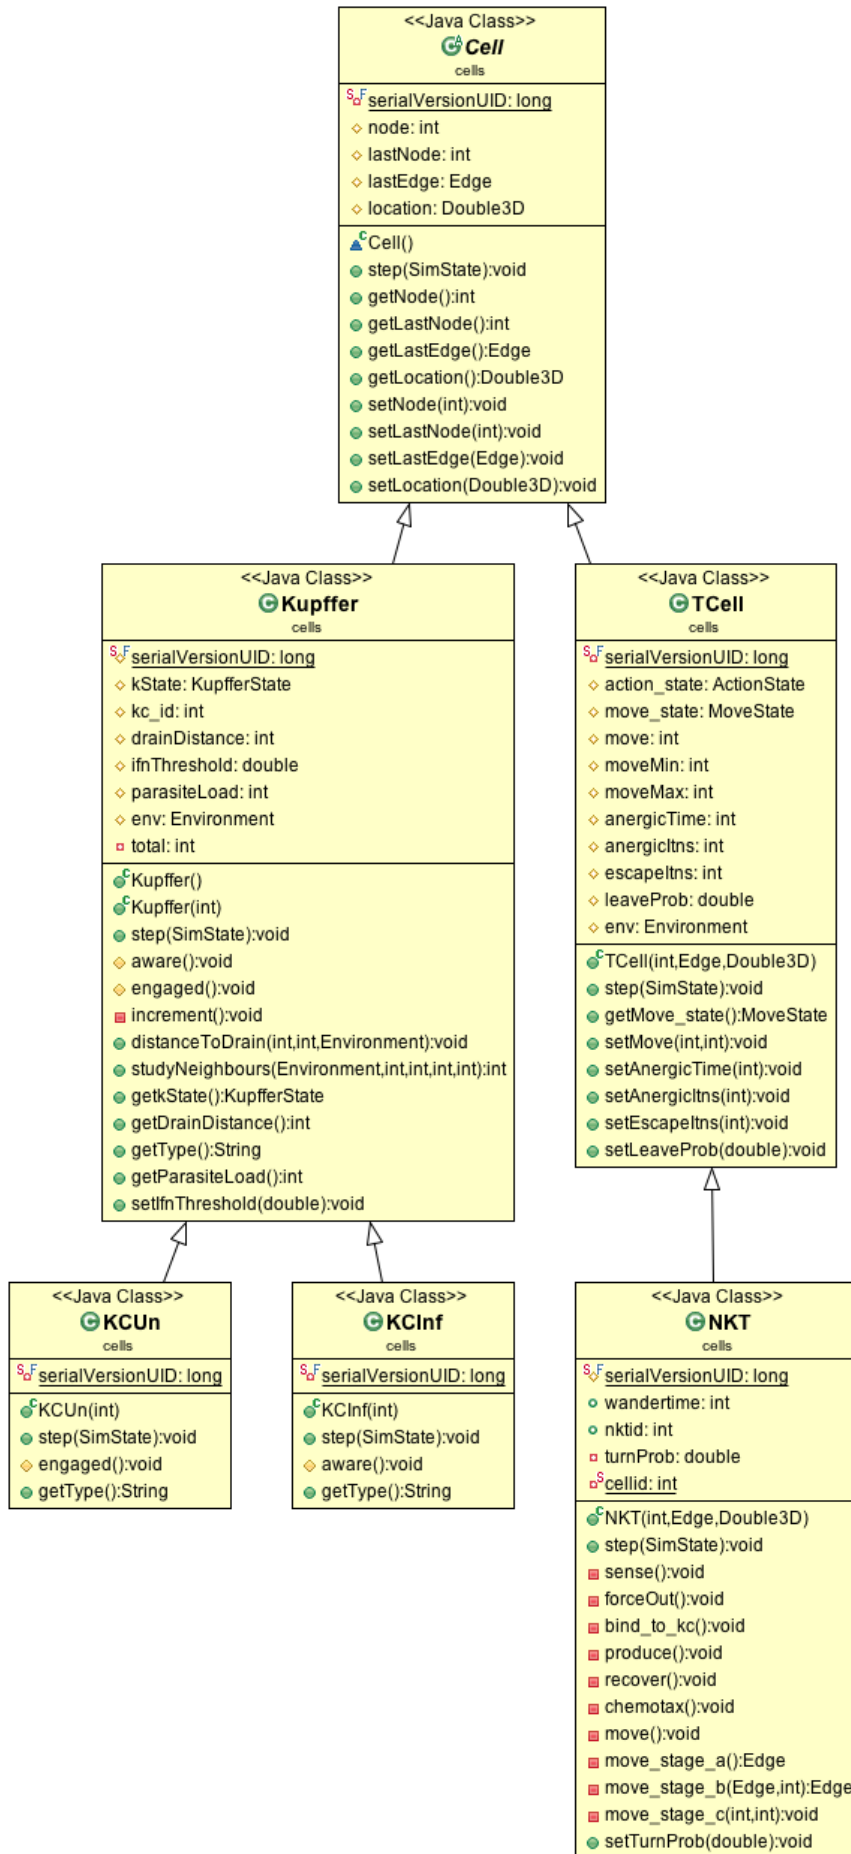 <<Java Class>>
Cell
cells
serialVersionUID: long
node: int
lastNode: int
lastEdge: Edge
location: Double3D
Cell()
step(SimState):void
getNode():int
getLastNode():int
getLastEdge():Edge
getLocation():Double3D
setNode(int):void
setLastNode(int):void
setLastEdge(Edge):void
setLocation(Double3D):void
<<Java Class>>
Kupffer
cells
serialVersionUID: long
kState: KupfferState
kc_id: int
drainDistance: int
ifnThreshold: double
parasiteLoad: int
env: Environment
total: int
Kupffer()
Kupffer(int)
step(SimState):void
aware():void
engaged():void
increment():void
distanceToDrain(int,int,Environment):void
studyNeighbours(Environment,int,int,int,int):int
getkState():KupfferState
getDrainDistance():int
getType():String
getParasiteLoad():int
setIfnThreshold(double):void
<<Java Class>>
TCell
cells
serialVersionUID: long
action_state: ActionState
move_state: MoveState
move: int
moveMin: int
moveMax: int
anergicTime: int
anergicItns: int
escapeItns: int
leaveProb: double
env: Environment
TCell(int,Edge,Double3D)
step(SimState):void
getMove_state():MoveState
setMove(int,int):void
setAnergicTime(int):void
setAnergicItns(int):void
setEscapeItns(int):void
setLeaveProb(double):void
<<Java Class>>
KCUn
cells
serialVersionUID: long
KCUn(int)
step(SimState):void
engaged():void
getType():String
<<Java Class>>
KCInf
cells
serialVersionUID: long
KCInf(int)
step(SimState):void
aware():void
getType():String
<<Java Class>>
NKT
cells
serialVersionUID: long
wandertime: int
nktid: int
turnProb: double
cellid: int
NKT(int,Edge,Double3D)
step(SimState):void
sense():void
forceOut():void
bind_to_kc():void
produce():void
recover():void
chemotax():void
move():void
move_stage_a():Edge
move_stage_b(Edge,int):Edge
move_stage_c(int,int):void
setTurnProb(double):void